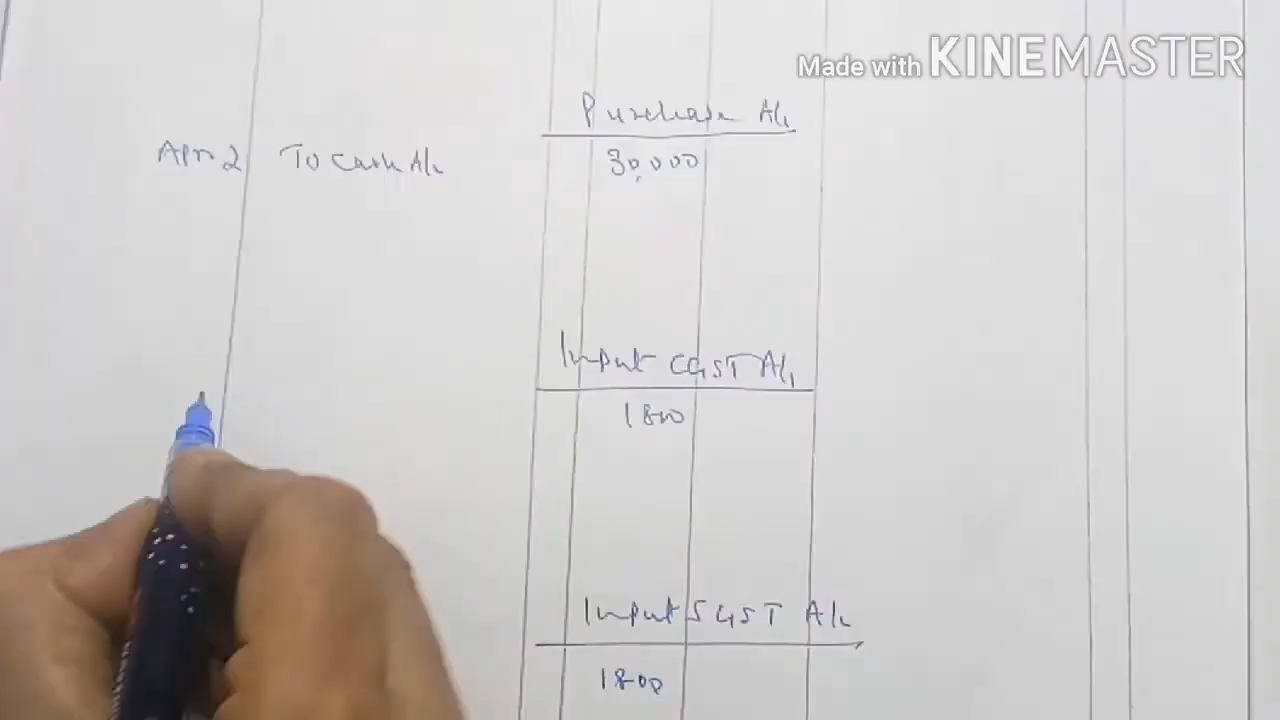 Made with KINEMASTER
Purchase A/c
Apr 2 To Cash A/c 30,000
Input CGST A/c
1800
Input SGST A/c
1800